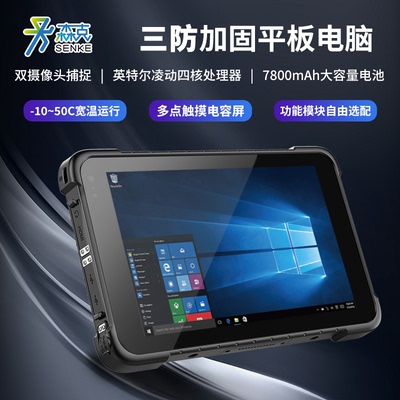 森克
SENKE
三防加固平板电脑
双摄像头捕捉 | 英特尔凌动四核处理器 | 7800mAh大容量电池
-10~50C宽温运行
多点触摸电容屏
功能模块自由选配